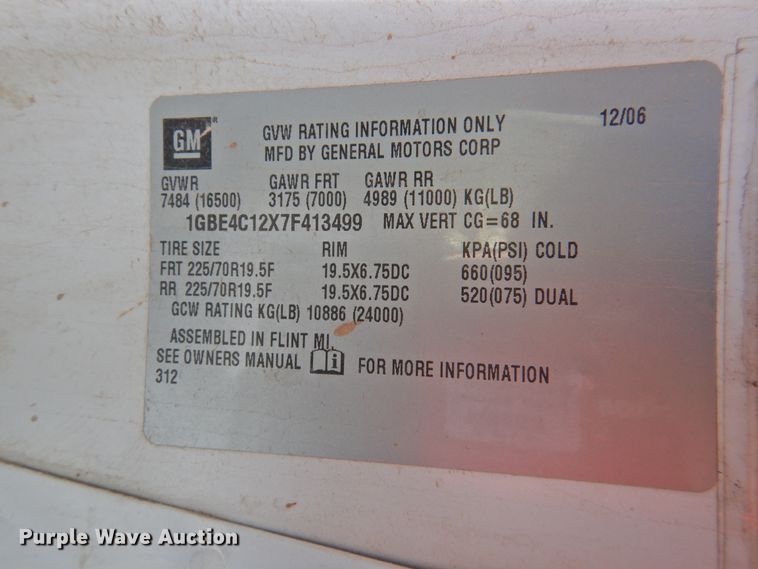 GM®
GVW RATING INFORMATION ONLY 12/06
MFD BY GENERAL MOTORS CORP
GVWR GAWR FRT GAWR RR
7484 (16500) 3175 (7000) 4989 (11000) KG(LB)
1GBE4C12X7F413499 MAX VERT CG=68 IN.
TIRE SIZE RIM KPA(PSI) COLD
FRT 225/70R19.5F 19.5X6.75DC 660(095)
RR 225/70R19.5F 19.5X6.75DC 520(075) DUAL
GCW RATING KG(LB) 10886 (24000)
ASSEMBLED IN FLINT MI.
SEE OWNERS MANUAL i FOR MORE INFORMATION
312
Purple Wave Auction